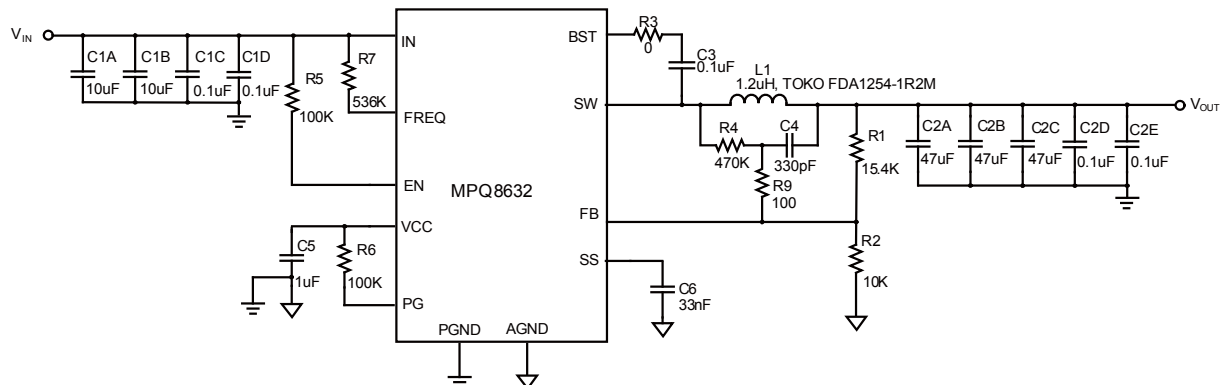 VIN
C1A
10uF
C1B
10uF
C1C
0.1uF
C1D
0.1uF
R5
100K
R7
536K
IN
FREQ
EN
VCC
PG
C5
1uF
R6
100K
MPQ8632
PGND
AGND
BST
SW
FB
SS
R3
0
C3
0.1uF
L1
1.2uH, TOKO FDA1254-1R2M
R4
470K
C4
330pF
R9
100
R1
15.4K
R2
10K
C6
33nF
C2A
47uF
C2B
47uF
C2C
47uF
C2D
0.1uF
C2E
0.1uF
VOUT